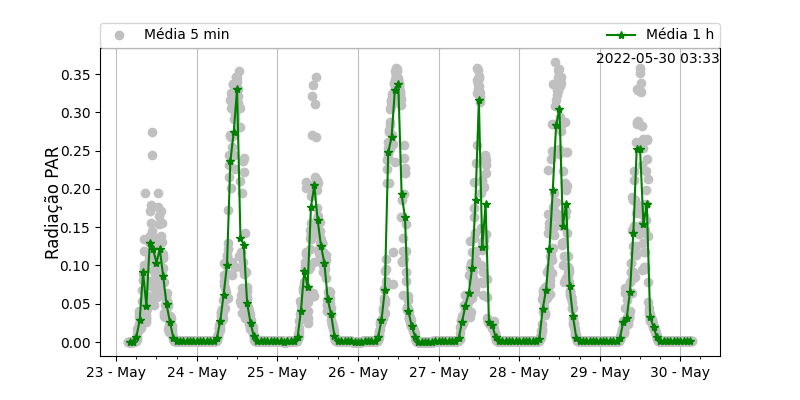 Média 5 min
Média 1 h
2022-05-30 03:33
Radiação PAR
0.35
0.30
0.25
0.20
0.15
0.10
0.05
0.00
23 - May
24 - May
25 - May
26 - May
27 - May
28 - May
29 - May
30 - May